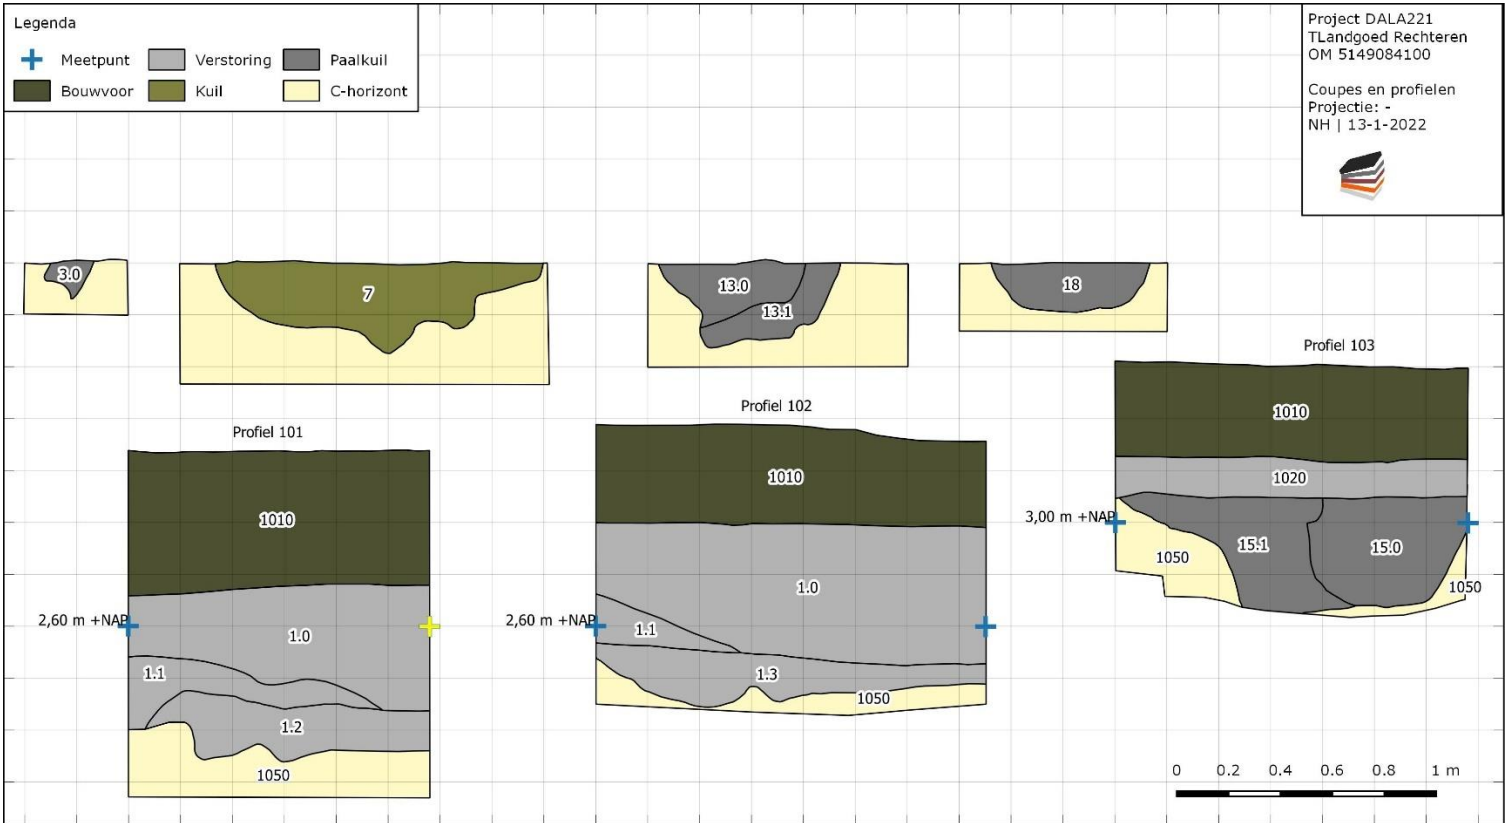 Legenda
Meetpunt
Verstoring
Paalkuil
Bouwvoor
Kuil
C-horizont
Project DALA221
TLandgoed Rechteren
OM 5149084100
Coupes en profielen
Projectie: -
NH | 13-1-2022
3.0
7
13.0
13.1
18
Profiel 101
1010
2,60 m +NAP
1.0
1.1
1.2
1050
Profiel 102
1010
1.0
2,60 m +NAP
1.1
1.3
1050
Profiel 103
1010
1020
3,00 m +NAP
15.1
15.0
1050
1050
0 0.2 0.4 0.6 0.8 1 m